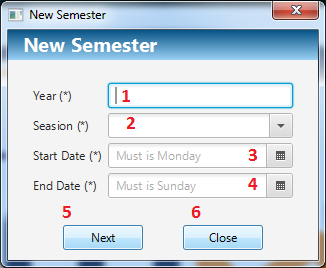 New Semester
New Semester
Year (*) 1
Seasion (*) 2
Start Date (*) Must is Monday 3
End Date (*) Must is Sunday 4
5 6
Next Close